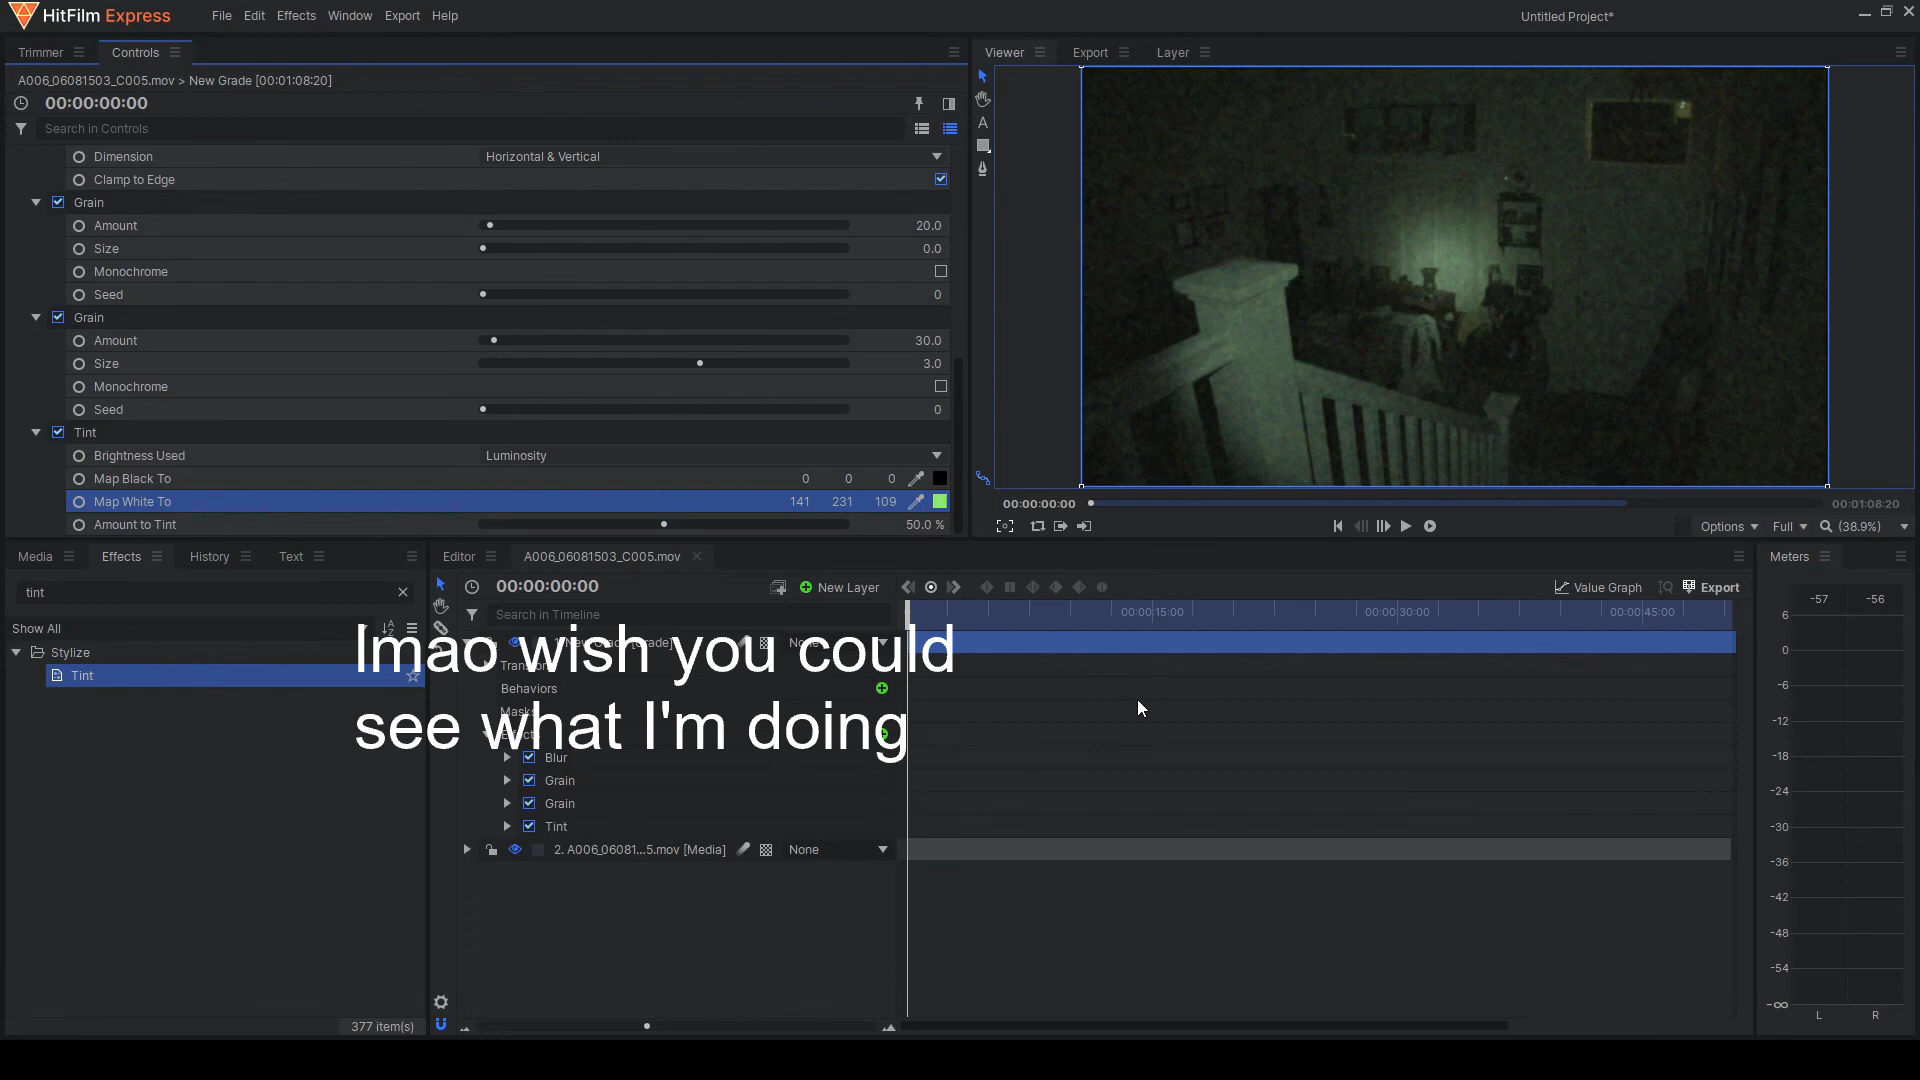 HitFilm Express
File Edit Effects Window Export Help
Untitled Project*
Trimmer Controls
A006_06081503_C005.mov > New Grade [00:01:08:20]
00:00:00:00
Search in Controls
Dimension Horizontal & Vertical
Clamp to Edge
Grain
Amount 20.0
Size 0.0
Monochrome
Seed 0
Grain
Amount 30.0
Size 3.0
Monochrome
Seed 0
Tint
Brightness Used Luminosity
Map Black To 0 0 0
Map White To 141 231 109
Amount to Tint 50.0 %
Viewer Export Layer
A
00:00:00:00 00:01:08:20
Options Full (38.9%)
Media Effects History Text
tint
Show All
Stylize
Tint
377 item(s)
Editor A006_06081503_C005.mov
00:00:00:00 New Layer Value Graph Export
Search in Timeline
00:00:15:00 00:00:30:00 00:00:45:00
1. New Grade [Grade] None
Transform
Behaviors
Masks
Effects
Blur
Grain
Grain
Tint
2. A006_06081...5.mov [Media] None
lmao wish you could
see what I'm doing
Meters
-57 -56
6
0
-6
-12
-18
-24
-30
-36
-42
-48
-54
-∞
L R